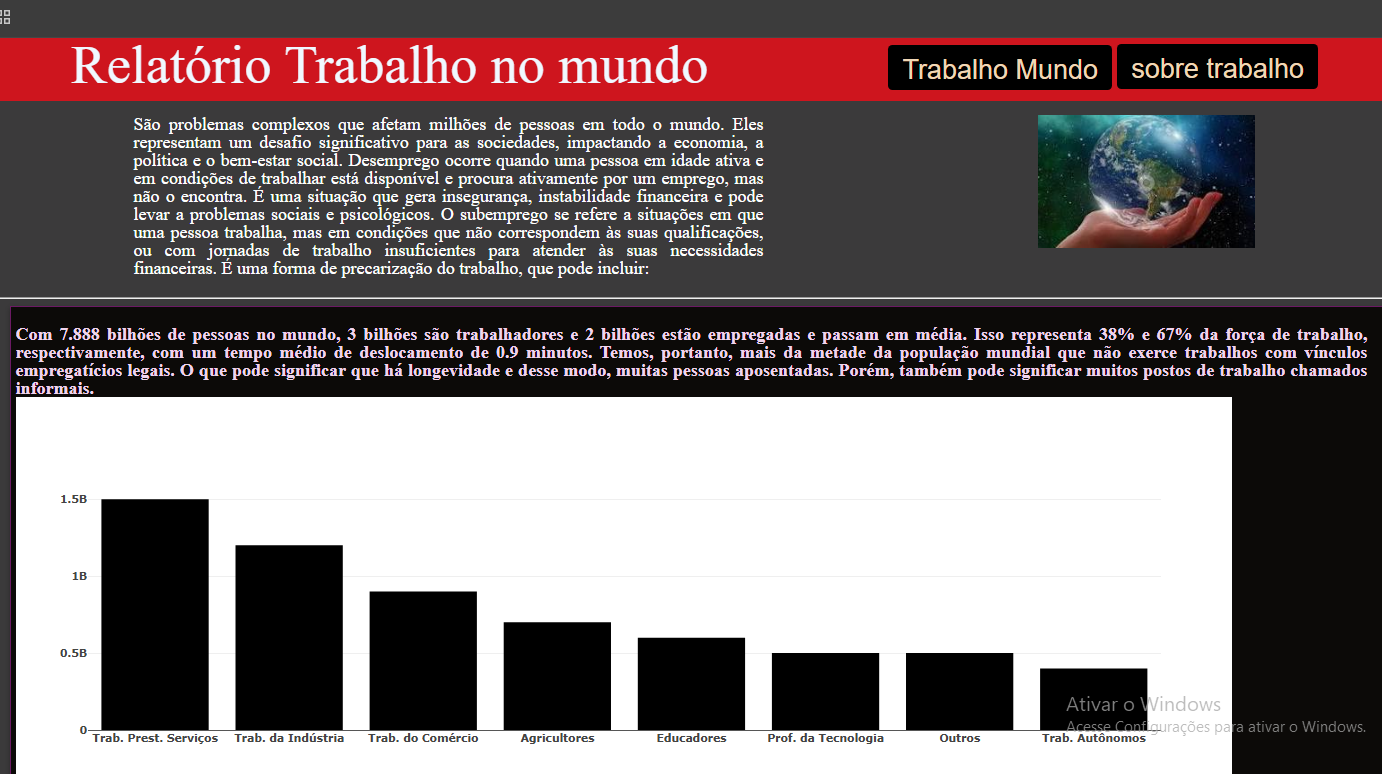 Relatório Trabalho no mundo
Trabalho Mundo
sobre trabalho
São problemas complexos que afetam milhões de pessoas em todo o mundo. Eles
representam um desafio significativo para as sociedades, impactando a economia, a
política e o bem-estar social. Desemprego ocorre quando uma pessoa em idade ativa e
em condições de trabalhar está disponível e procura ativamente por um emprego, mas
não o encontra. É uma situação que gera insegurança, instabilidade financeira e pode
levar a problemas sociais e psicológicos. O subemprego se refere a situações em que
uma pessoa trabalha, mas em condições que não correspondem às suas qualificações,
ou com jornadas de trabalho insuficientes para atender às suas necessidades
financeiras. É uma forma de precarização do trabalho, que pode incluir:
Com 7.888 bilhões de pessoas no mundo, 3 bilhões são trabalhadores e 2 bilhões estão empregadas e passam em média. Isso representa 38% e 67% da força de trabalho,
respectivamente, com um tempo médio de deslocamento de 0.9 minutos. Temos, portanto, mais da metade da população mundial que não exerce trabalhos com vínculos
empregatícios legais. O que pode significar que há longevidade e desse modo, muitas pessoas aposentadas. Porém, também pode significar muitos postos de trabalho chamados
informais.
1.5B
1B
0.5B
0
Trab. Prest. Serviços
Trab. da Indústria
Trab. do Comércio
Agricultores
Educadores
Prof. da Tecnologia
Outros
Trab. Autônomos
Ativar o Windows
Acesse Configurações para ativar o Windows.